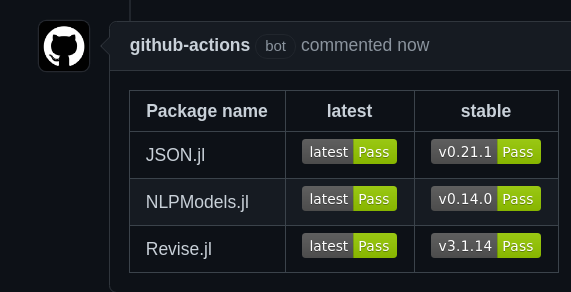 github-actions bot commented now
Package name latest stable
JSON.jl latest Pass v0.21.1 Pass
NLPModels.jl latest Pass v0.14.0 Pass
Revise.jl latest Pass v3.1.14 Pass